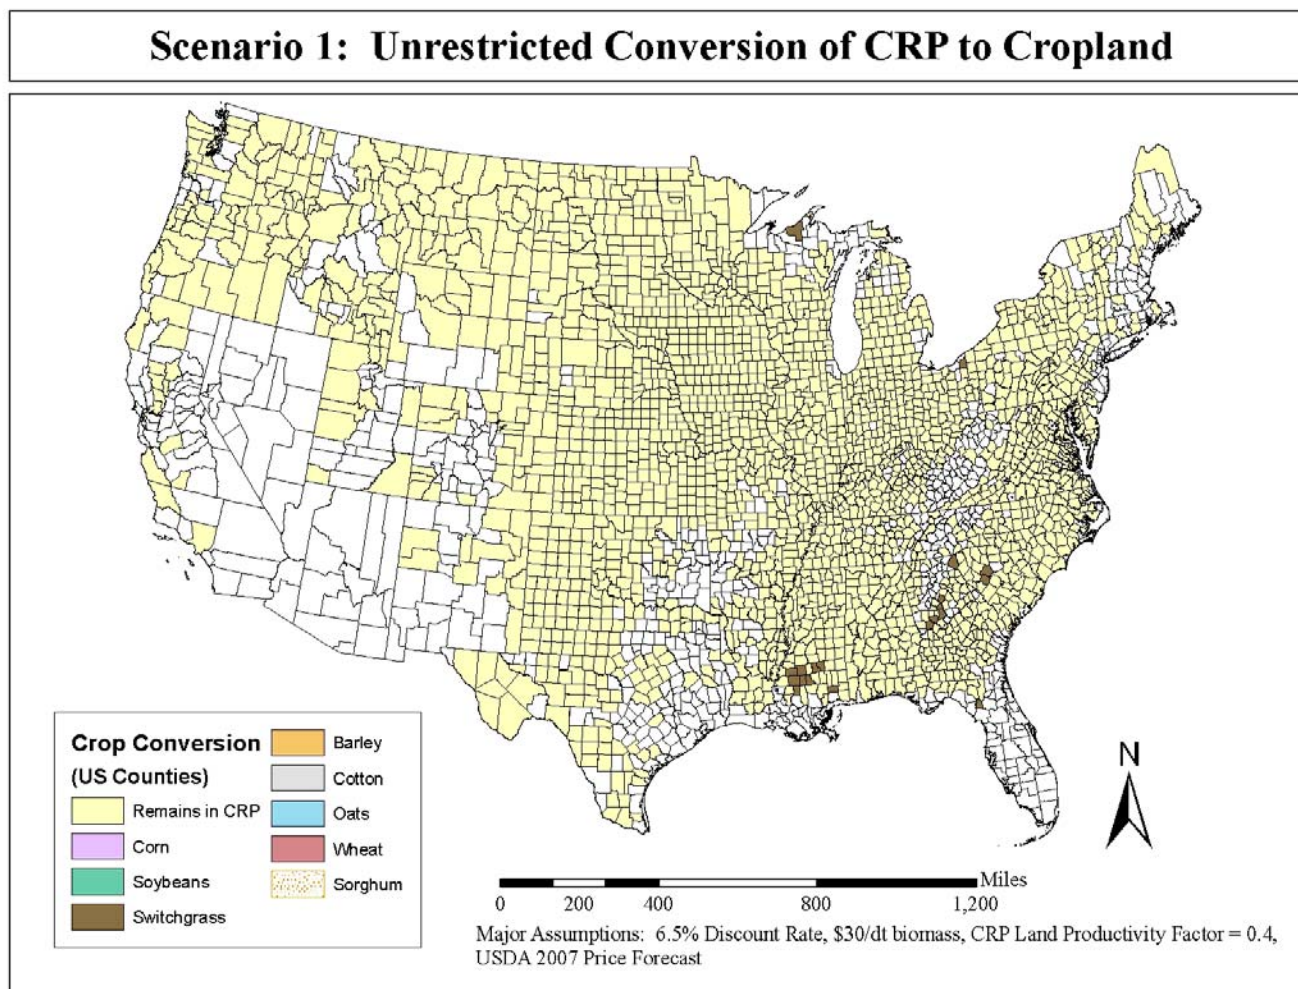 Scenario 1: Unrestricted Conversion of CRP to Cropland
Crop Conversion
(US Counties)
Remains in CRP
Corn
Soybeans
Switchgrass
Barley
Cotton
Oats
Wheat
Sorghum
N
Miles
0 200 400 800 1,200
Major Assumptions: 6.5% Discount Rate, $30/dt biomass, CRP Land Productivity Factor = 0.4,
USDA 2007 Price Forecast